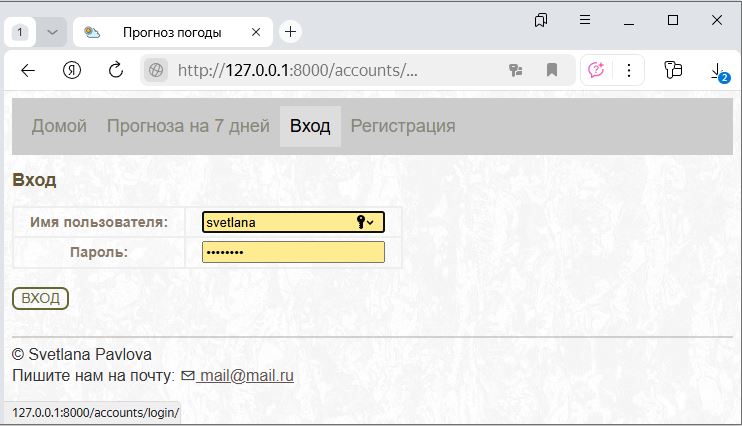 1 Прогноз погоды
http://127.0.0.1:8000/accounts/...
2
Домой Прогноза на 7 дней Вход Регистрация
Вход
Имя пользователя: svetlana
Пароль: ••••••••
ВХОД
© Svetlana Pavlova
Пишите нам на почту: mail@mail.ru
127.0.0.1:8000/accounts/login/